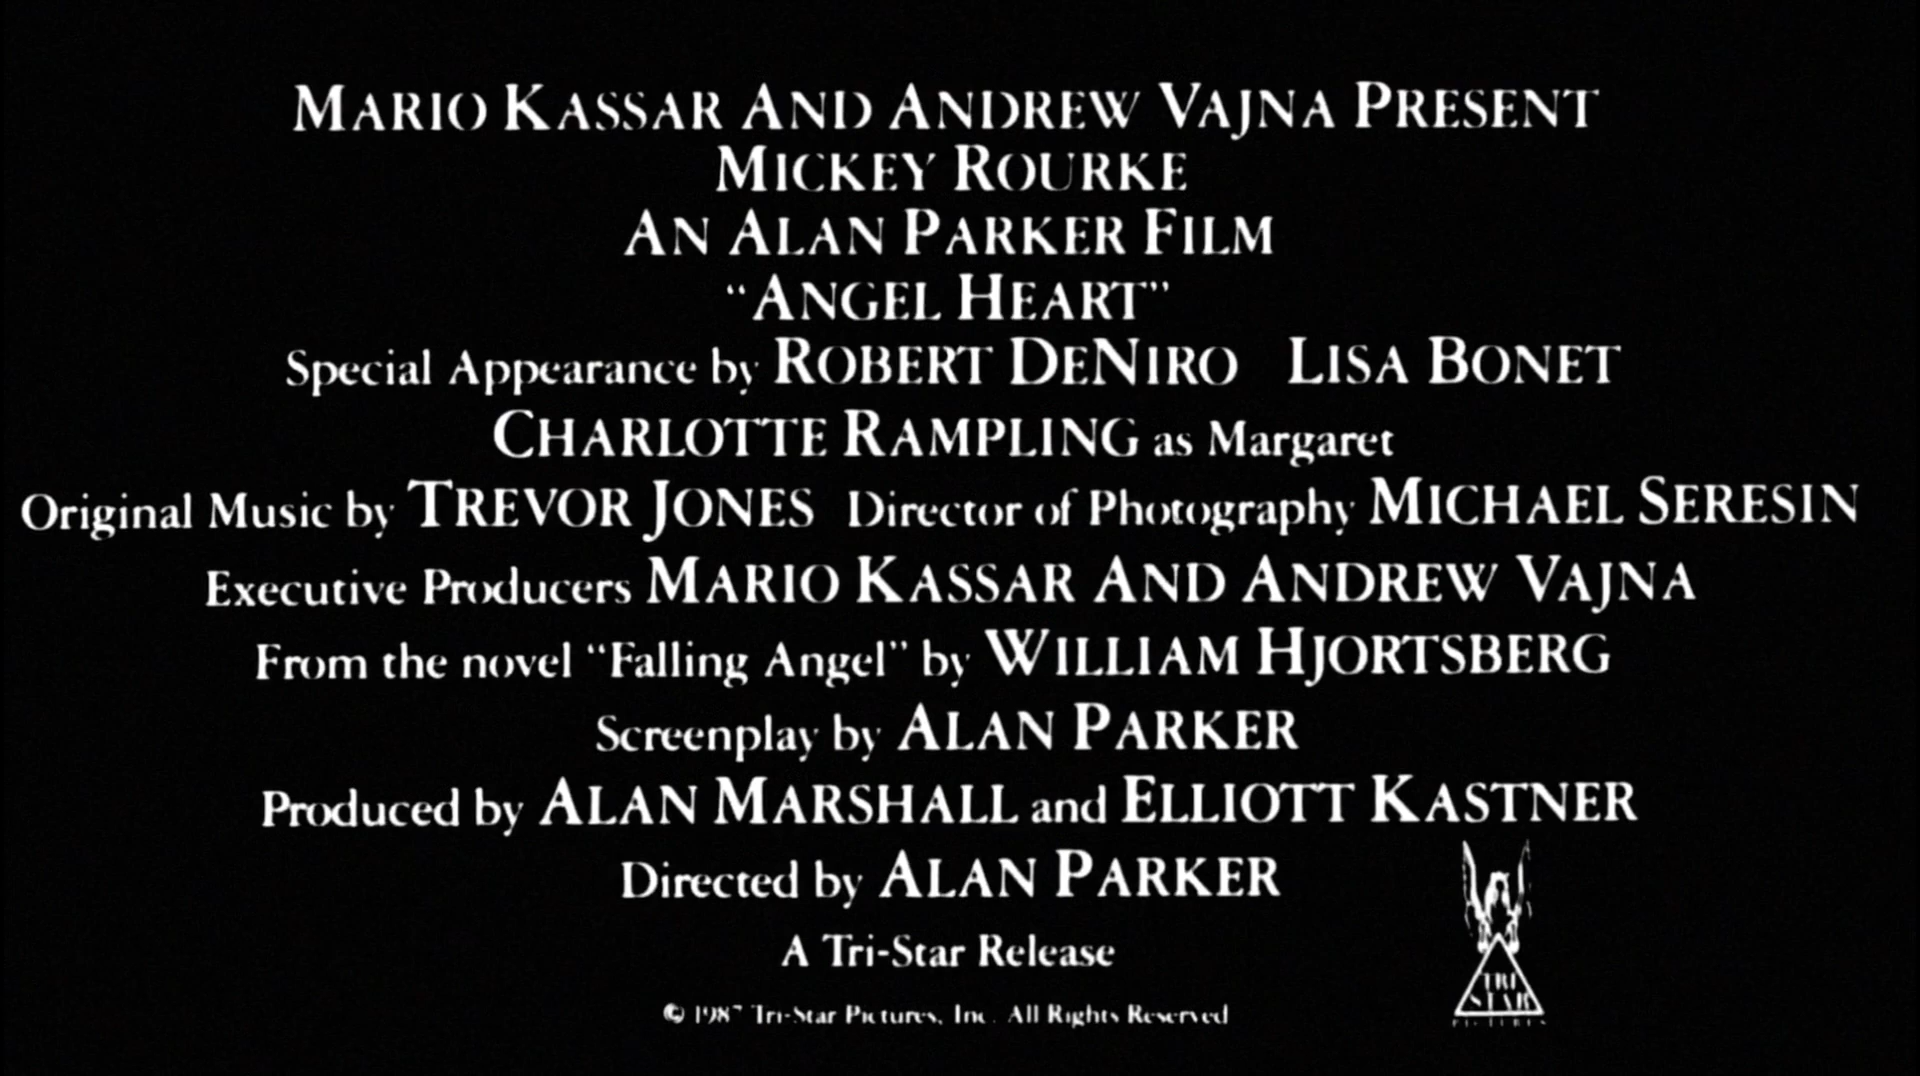 MARIO KASSAR AND ANDREW VAJNA PRESENT
MICKEY ROURKE
AN ALAN PARKER FILM
“ANGEL HEART”
Special Appearance by ROBERT DENIRO LISA BONET
CHARLOTTE RAMPLING as Margaret
Original Music by TREVOR JONES Director of Photography MICHAEL SERESIN
Executive Producers MARIO KASSAR AND ANDREW VAJNA
From the novel “Falling Angel” by WILLIAM HJORTSBERG
Screenplay by ALAN PARKER
Produced by ALAN MARSHALL and ELLIOTT KASTNER
Directed by ALAN PARKER
A Tri-Star Release
© 1987 Tri-Star Pictures, Inc. All Rights Reserved
TRI
STAR
PICTURES